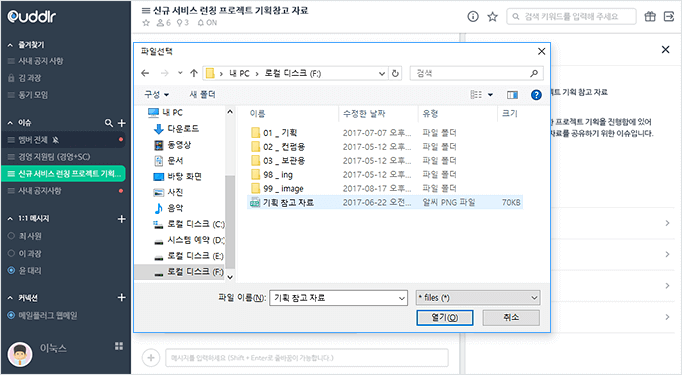 Ouddlr
즐겨찾기
사내 공지 사항
김 과장
동기 모임
이슈
멤버 전체
경영 지원팀 (경영+SC)
신규 서비스 런칭 프로젝트 기획...
사내 공지사항
1:1 메시지
최 사원
이 과장
윤 대리
커넥션
메일플러그 웹메일
이눅스
신규 서비스 런칭 프로젝트 기획참고 자료
6 3 ON
검색 키워드를 입력해 주세요
파일선택
내 PC › 로컬 디스크 (F:) ›
검색
구성
새 폴더
내 PC
다운로드
동영상
문서
바탕 화면
사진
음악
로컬 디스크 (C:)
시스템 예약 (D:)
로컬 디스크 (E:)
로컬 디스크 (F:)
이름 수정한 날짜 유형 크기
01 _ 기획 2017-07-07 오후... 파일 폴더
02 _ 컨펌용 2017-05-12 오후... 파일 폴더
03 _ 보관용 2017-05-12 오후... 파일 폴더
98 _ ing 2017-05-12 오후... 파일 폴더
99 _ image 2017-08-17 오후... 파일 폴더
기획 참고 자료 2017-06-22 오전... 알씨 PNG 파일 70KB
파일 이름(N): 기획 참고 자료
* files (*)
열기(O)
취소
기획 참고 자료
프로젝트 기획을 진행함에 있어
자료를 공유하기 위한 이슈입니다.
메시지를 입력하세요 (Shift + Enter로 줄바꿈이 가능합니다.)